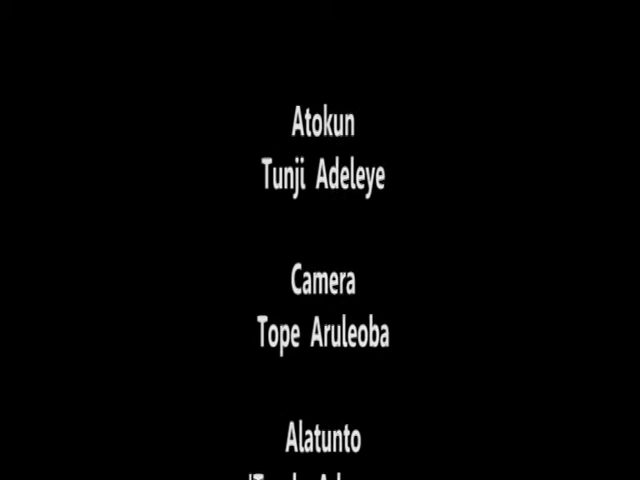 Atokun
Tunji Adeleye
Camera
Tope Aruleoba
Alatunto